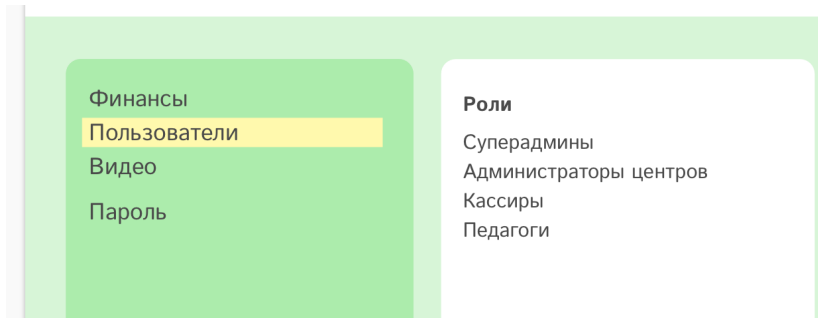 Финансы
Пользователи
Видео
Пароль
Роли
Суперадмины
Администраторы центров
Кассиры
Педагоги